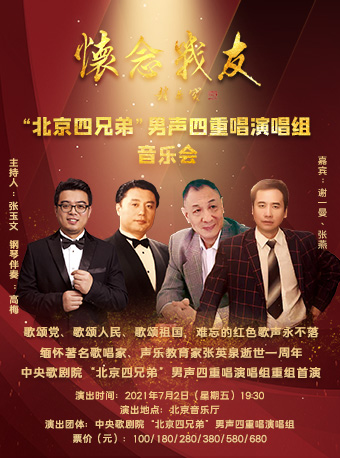 怀念战友
“北京四兄弟”男声四重唱演唱组
音乐会
主持人：张玉文 钢琴伴奏：高梅
嘉宾：谢一曼 张燕
歌颂党、歌颂人民、歌颂祖国，难忘的红色歌声永不落
缅怀著名歌唱家、声乐教育家张英泉逝世一周年
中央歌剧院“北京四兄弟”男声四重唱演唱组重组首演
演出时间：2021年7月2日（星期五）19:30
演出地点：北京音乐厅
演出团体：中央歌剧院“北京四兄弟”男声四重唱演唱组
票价（元）：100/180/280/380/580/680